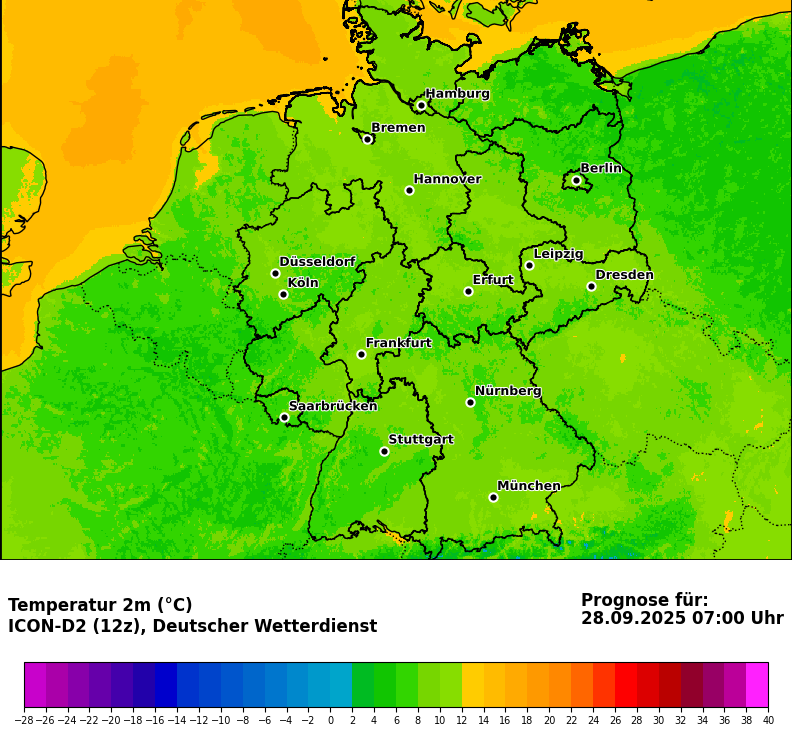 Hamburg
Bremen
Berlin
Hannover
Leipzig
Düsseldorf
Dresden
Köln
Erfurt
Frankfurt
Nürnberg
Saarbrücken
Stuttgart
München
Temperatur 2m (°C)
ICON-D2 (12z), Deutscher Wetterdienst
Prognose für:
28.09.2025 07:00 Uhr
−28 −26 −24 −22 −20 −18 −16 −14 −12 −10 −8 −6 −4 −2 0 2 4 6 8 10 12 14 16 18 20 22 24 26 28 30 32 34 36 38 40